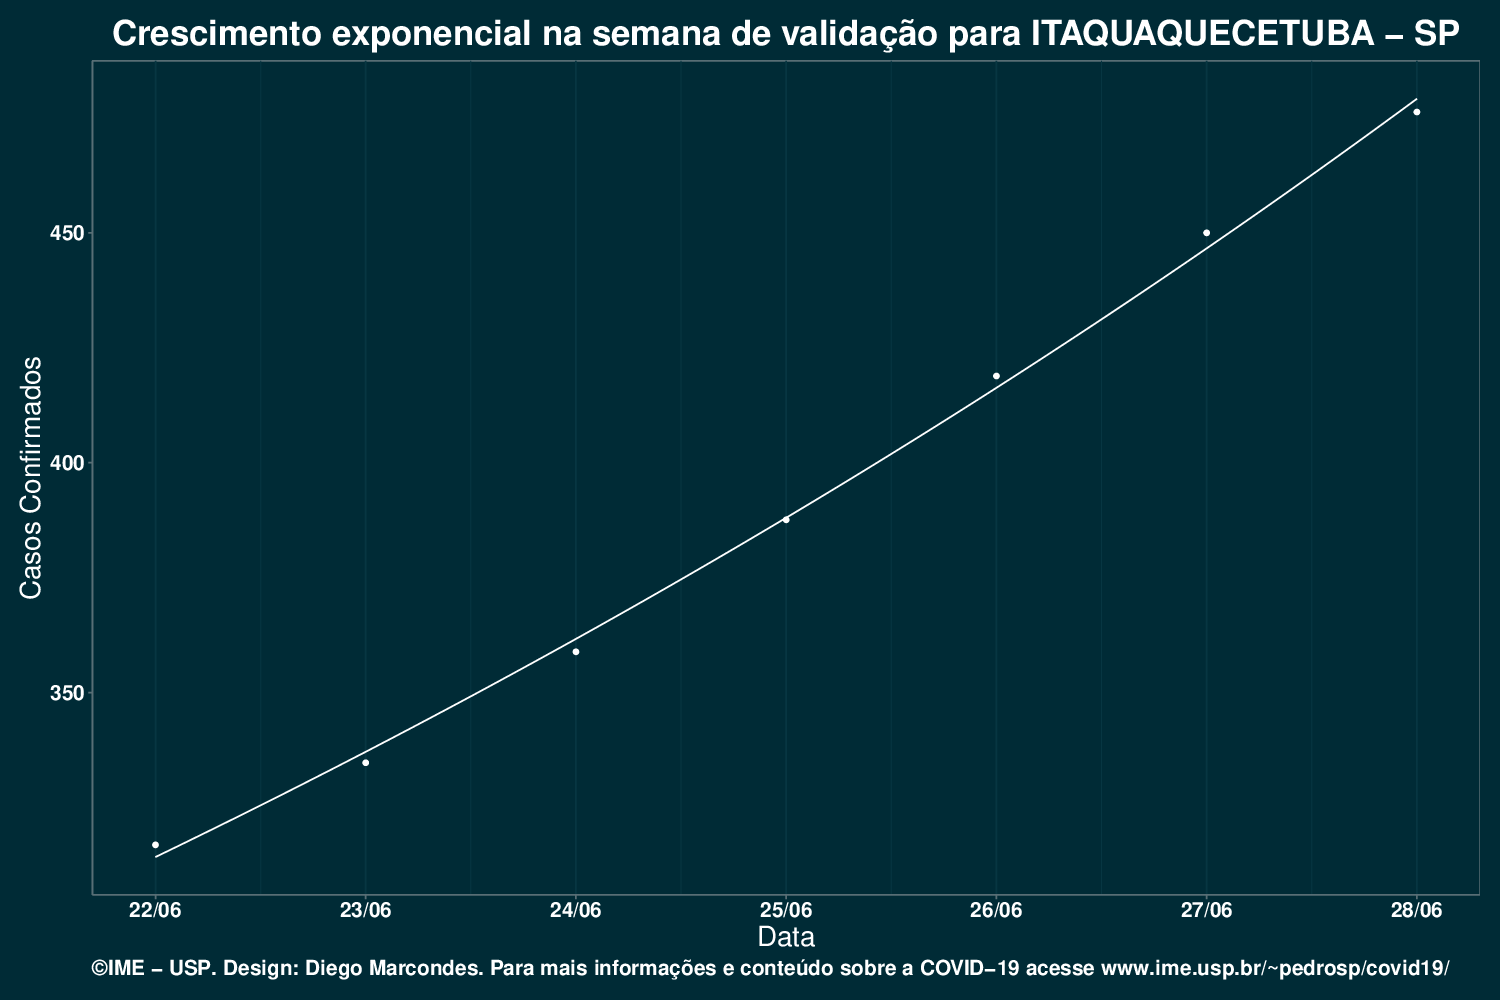 Crescimento exponencial na semana de validação para ITAQUAQUECETUBA – SP
Casos Confirmados
450
400
350
22/06 23/06 24/06 25/06 26/06 27/06 28/06
Data
©IME – USP. Design: Diego Marcondes. Para mais informações e conteúdo sobre a COVID–19 acesse www.ime.usp.br/~pedrosp/covid19/